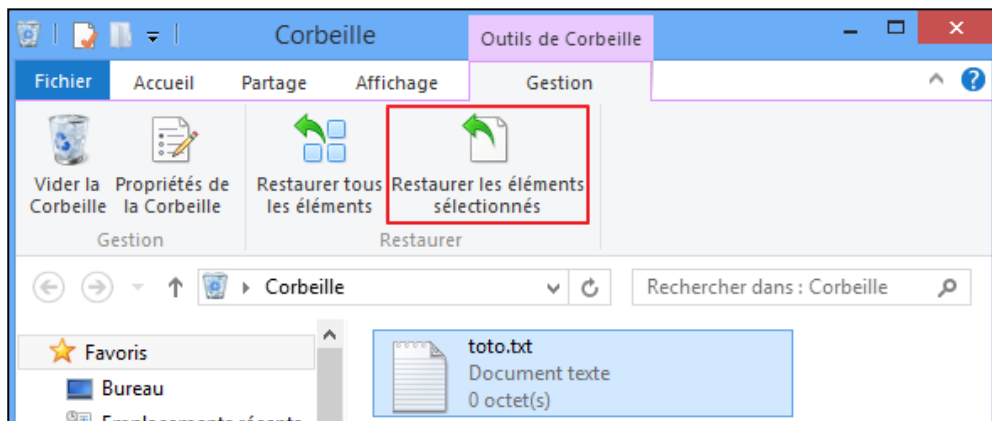 Corbeille
Outils de Corbeille
Fichier
Accueil
Partage
Affichage
Gestion
Vider la
Corbeille
Propriétés de
la Corbeille
Restaurer tous
les éléments
Restaurer les éléments
sélectionnés
Gestion
Restaurer
Corbeille
Rechercher dans : Corbeille
Favoris
Bureau
Emplacements récents
toto.txt
Document texte
0 octet(s)